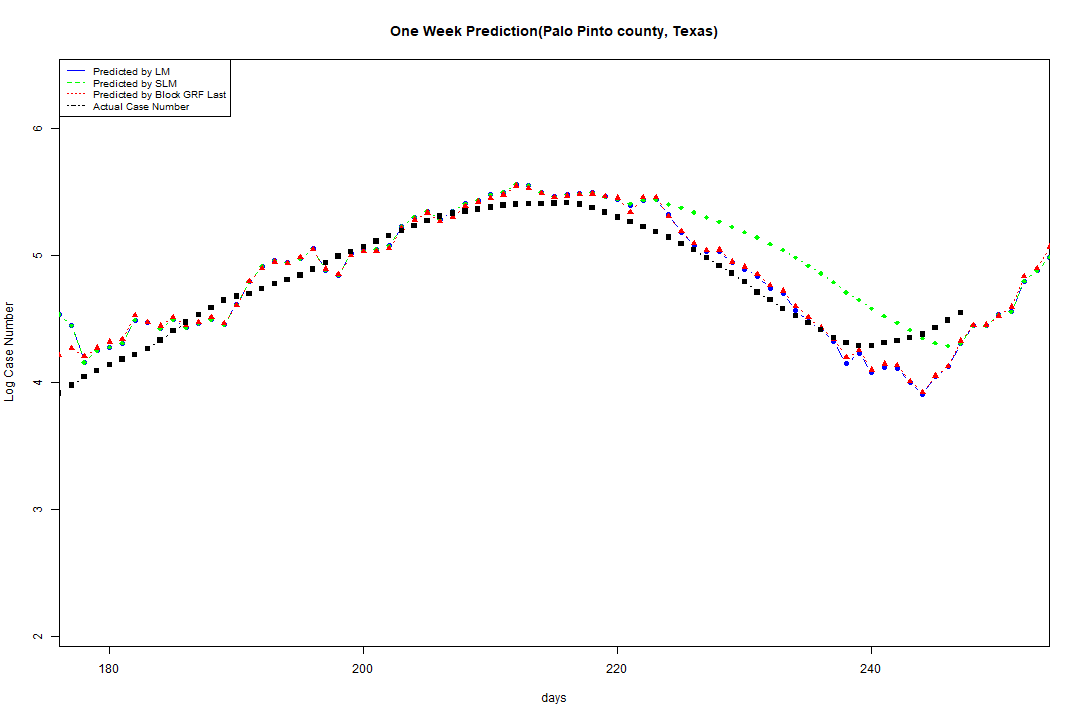 One Week Prediction(Palo Pinto county, Texas)
Predicted by LM
Predicted by SLM
Predicted by Block GRF Last
Actual Case Number
6
5
4
3
2
Log Case Number
180 200 220 240
days